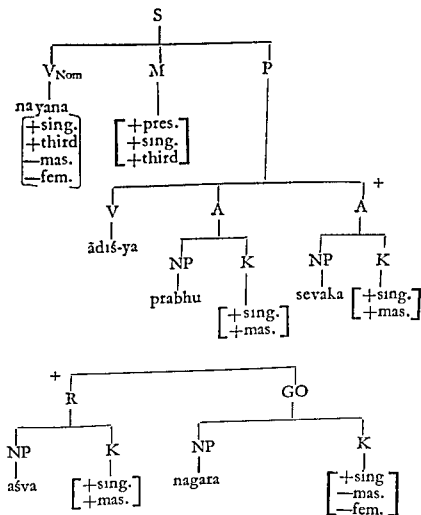 S
V Nom M P
nayana
+sing. +pres.
+third +sing.
—mas. +third
—fem.
+
V A A
ādiś-ya
NP K NP K
prabhu sevaka
+sing. +sing.
+mas. +mas.
+
R GO
NP K NP K
aśva +sing. nagara +sing
+mas. —mas.
—fem.